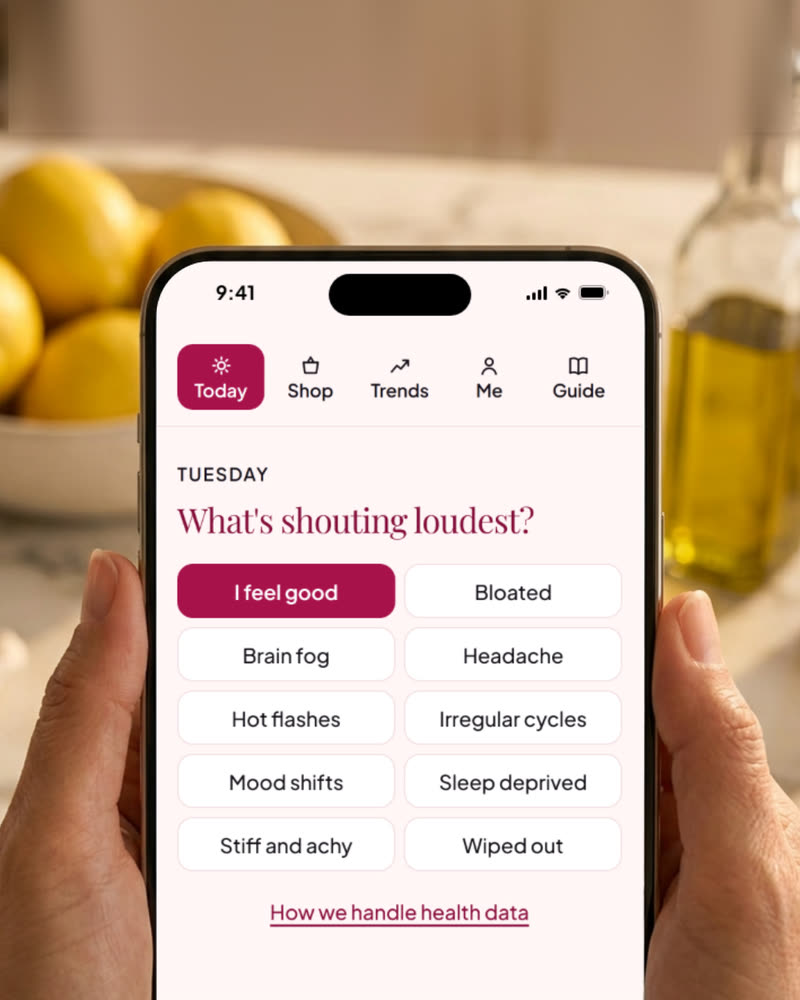 9:41
Today Shop Trends Me Guide
TUESDAY
What's shouting loudest?
I feel good Bloated
Brain fog Headache
Hot flashes Irregular cycles
Mood shifts Sleep deprived
Stiff and achy Wiped out
How we handle health data